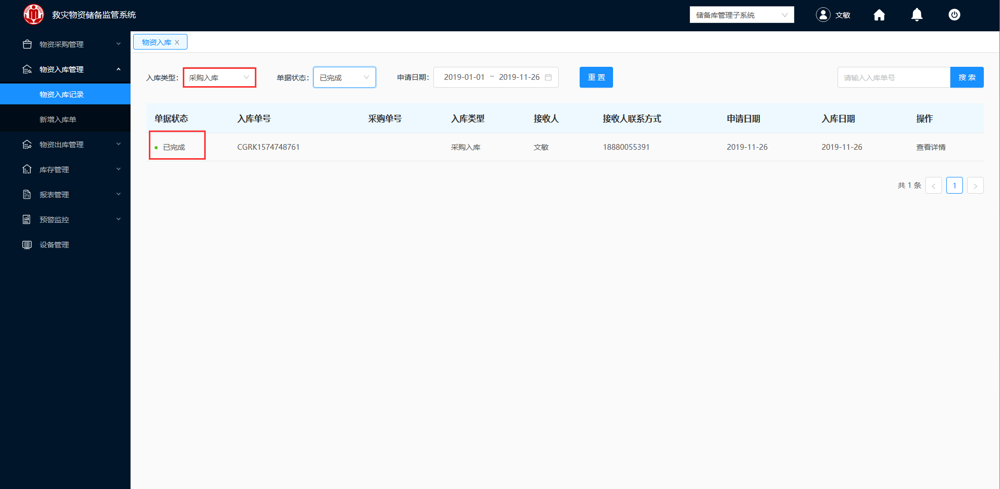 救灾物资储备监管系统
储备库管理子系统
文敏
物资采购管理
物资入库管理
物资入库记录
新增入库单
物资出库管理
库存管理
报表管理
预警监控
设备管理
物资入库
入库类型: 采购入库 单据状态: 已完成 申请日期: 2019-01-01 ~ 2019-11-26 重 置 请输入入库单号 搜 索
单据状态 入库单号 采购单号 入库类型 接收人 接收人联系方式 申请日期 入库日期 操作
已完成 CGRK1574748761 采购入库 文敏 18880055391 2019-11-26 2019-11-26 查看详情
共 1 条 < 1 >